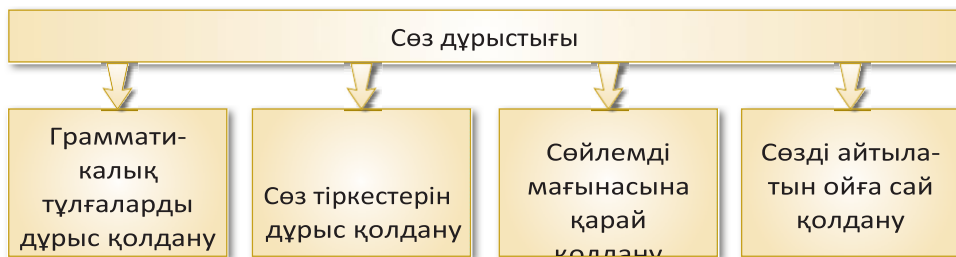 Сөз дұрыстығы
Граммати-
калық
тұлғаларды
дұрыс қолдану
Сөз тіркестерін
дұрыс қолдану
Сөйлемді
мағынасына
қарай
қолдану
Сөзді айтыла-
тын ойға сай
қолдану